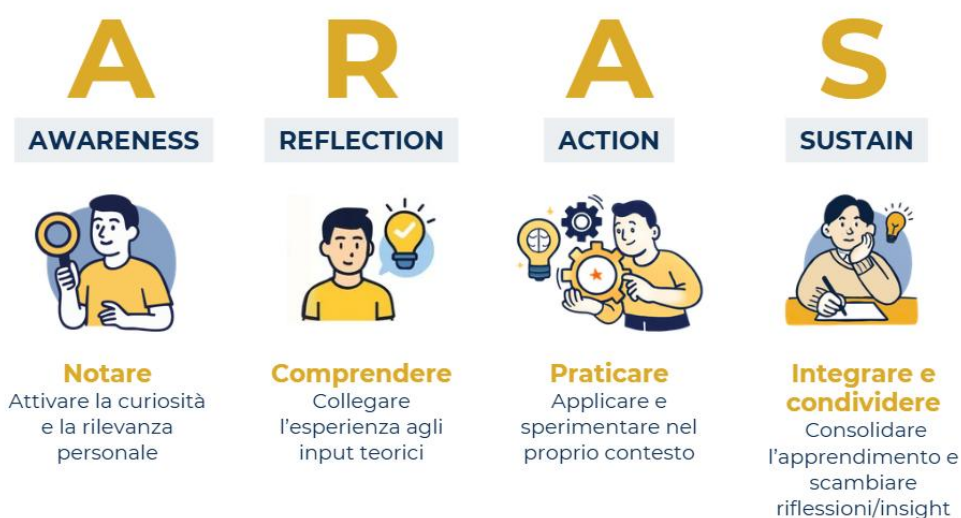 A R A S
AWARENESS REFLECTION ACTION SUSTAIN
Notare
Attivare la curiosità
e la rilevanza
personale
Comprendere
Collegare
l'esperienza agli
input teorici
Praticare
Applicare e
sperimentare nel
proprio contesto
Integrare e
condividere
Consolidare
l'apprendimento e
scambiare
riflessioni/insight